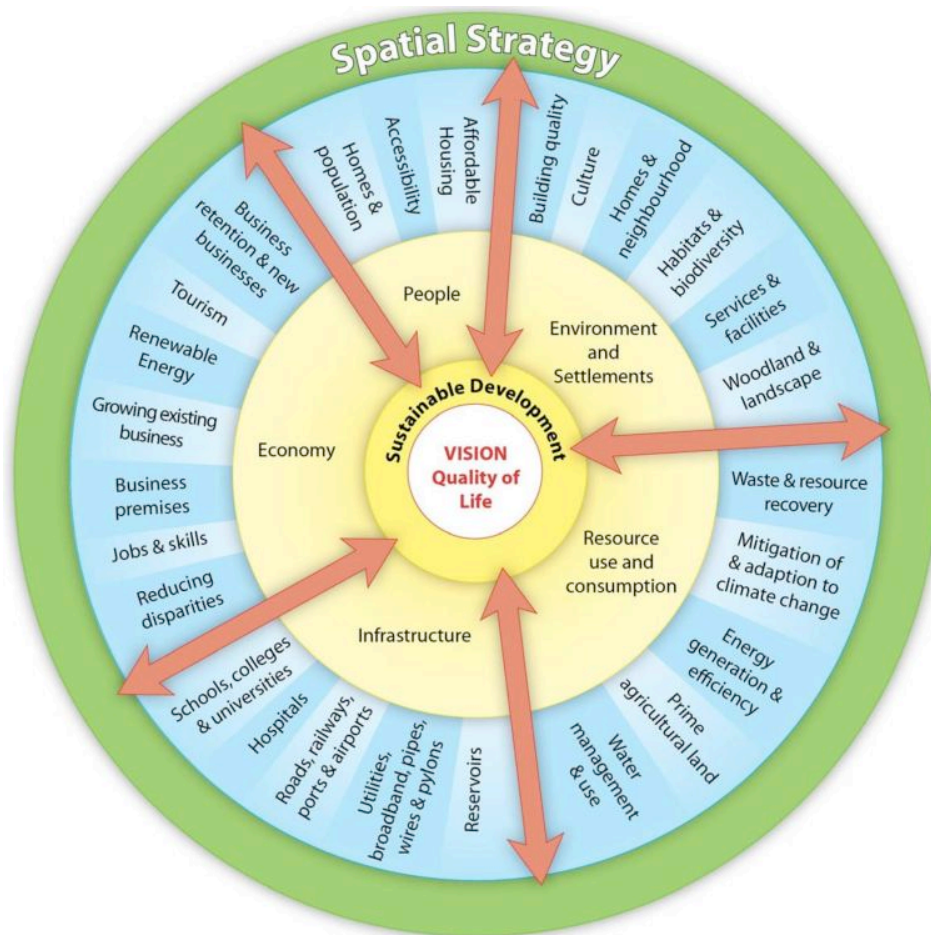 Spatial Strategy
Homes &
population
Accessibility
Affordable
Housing
Building quality
Culture
Homes &
neighbourhood
Habitats &
biodiversity
Services &
facilities
Woodland &
landscape
Waste & resource
recovery
Mitigation of
& adaption to
climate change
Energy
generation &
efficiency
Prime
agricultural land
Water
management
& use
Reservoirs
Utilities,
broadband, pipes,
wires & pylons
Roads, railways,
ports & airports
Hospitals
Schools, colleges
& universities
Reducing
disparities
Jobs & skills
Business
premises
Growing existing
business
Renewable
Energy
Tourism
Business
retention & new
businesses
People
Environment
and
Settlements
Resource
use and
consumption
Infrastructure
Economy
Sustainable Development
VISION
Quality of
Life